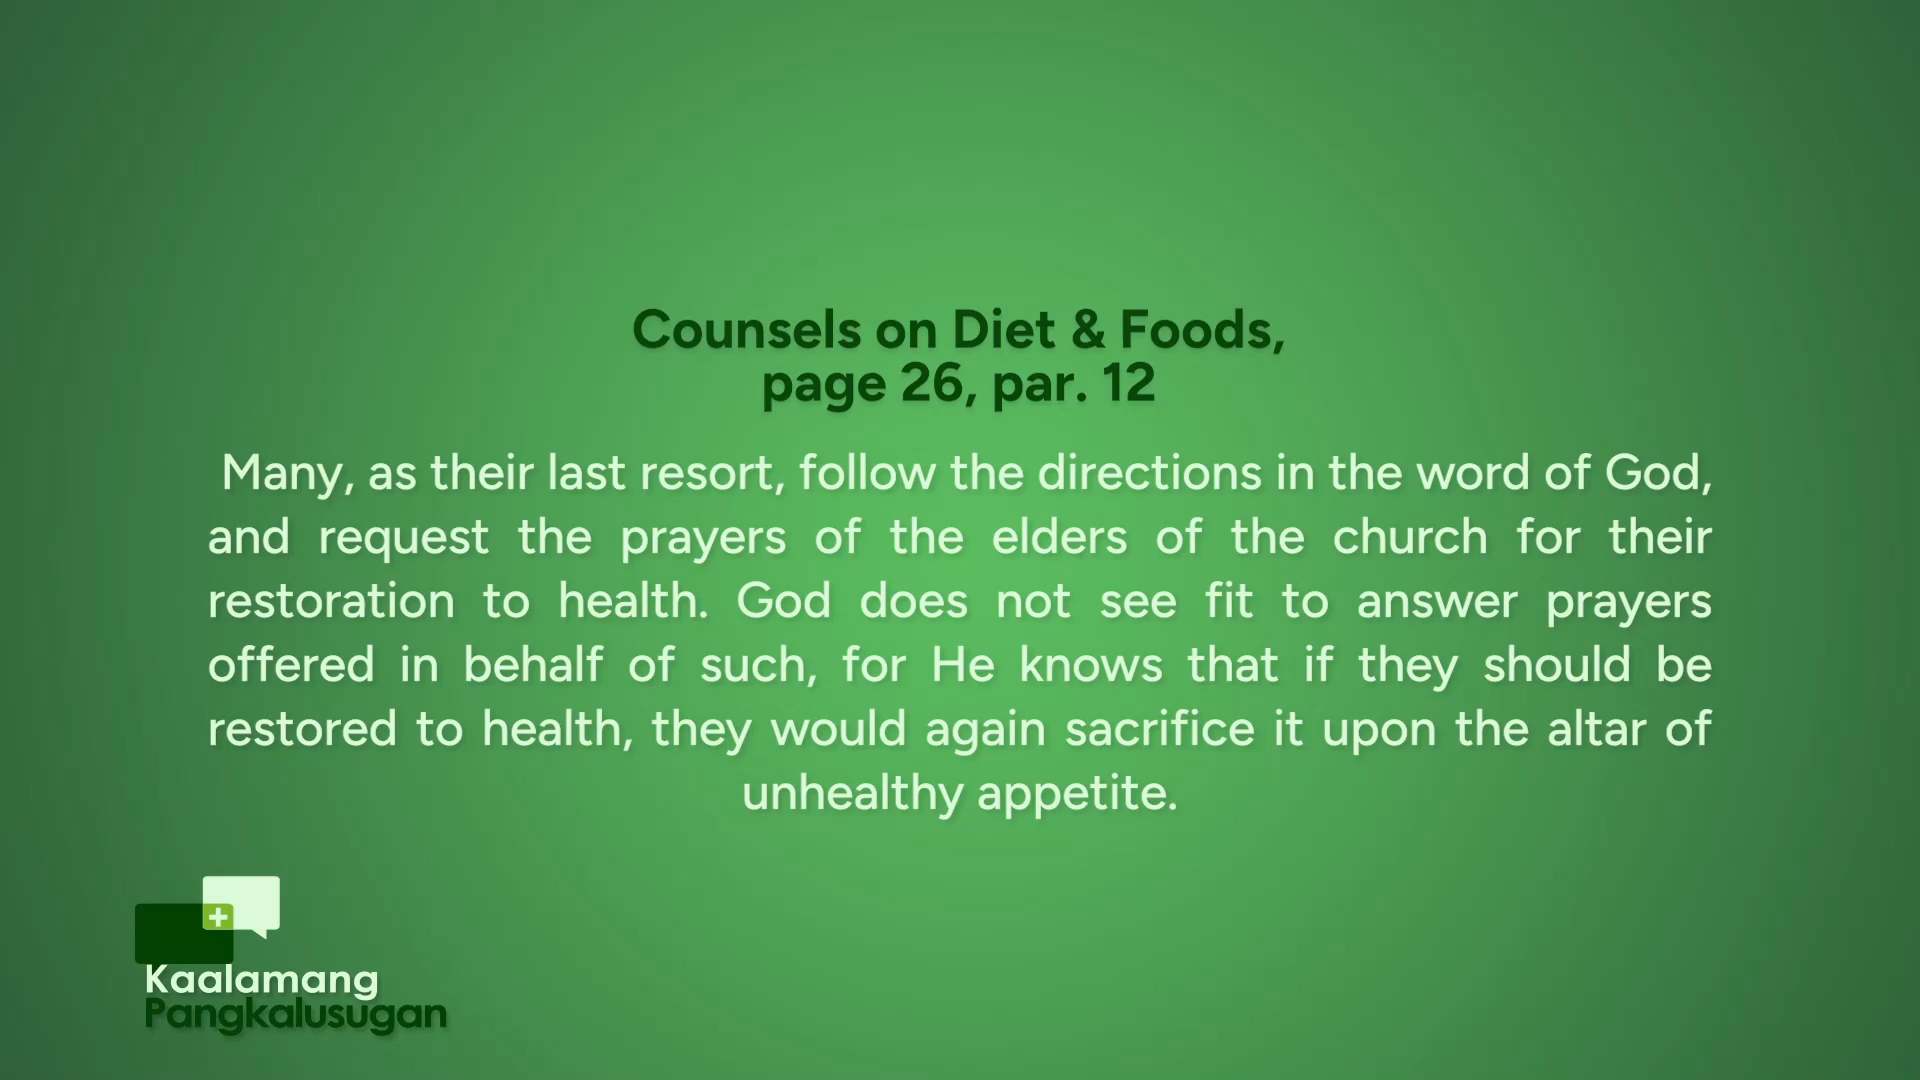 Counsels on Diet & Foods,
page 26, par. 12
Many, as their last resort, follow the directions in the word of God,
and request the prayers of the elders of the church for their
restoration to health. God does not see fit to answer prayers
offered in behalf of such, for He knows that if they should be
restored to health, they would again sacrifice it upon the altar of
unhealthy appetite.
Kaalamang
Pangkalusugan